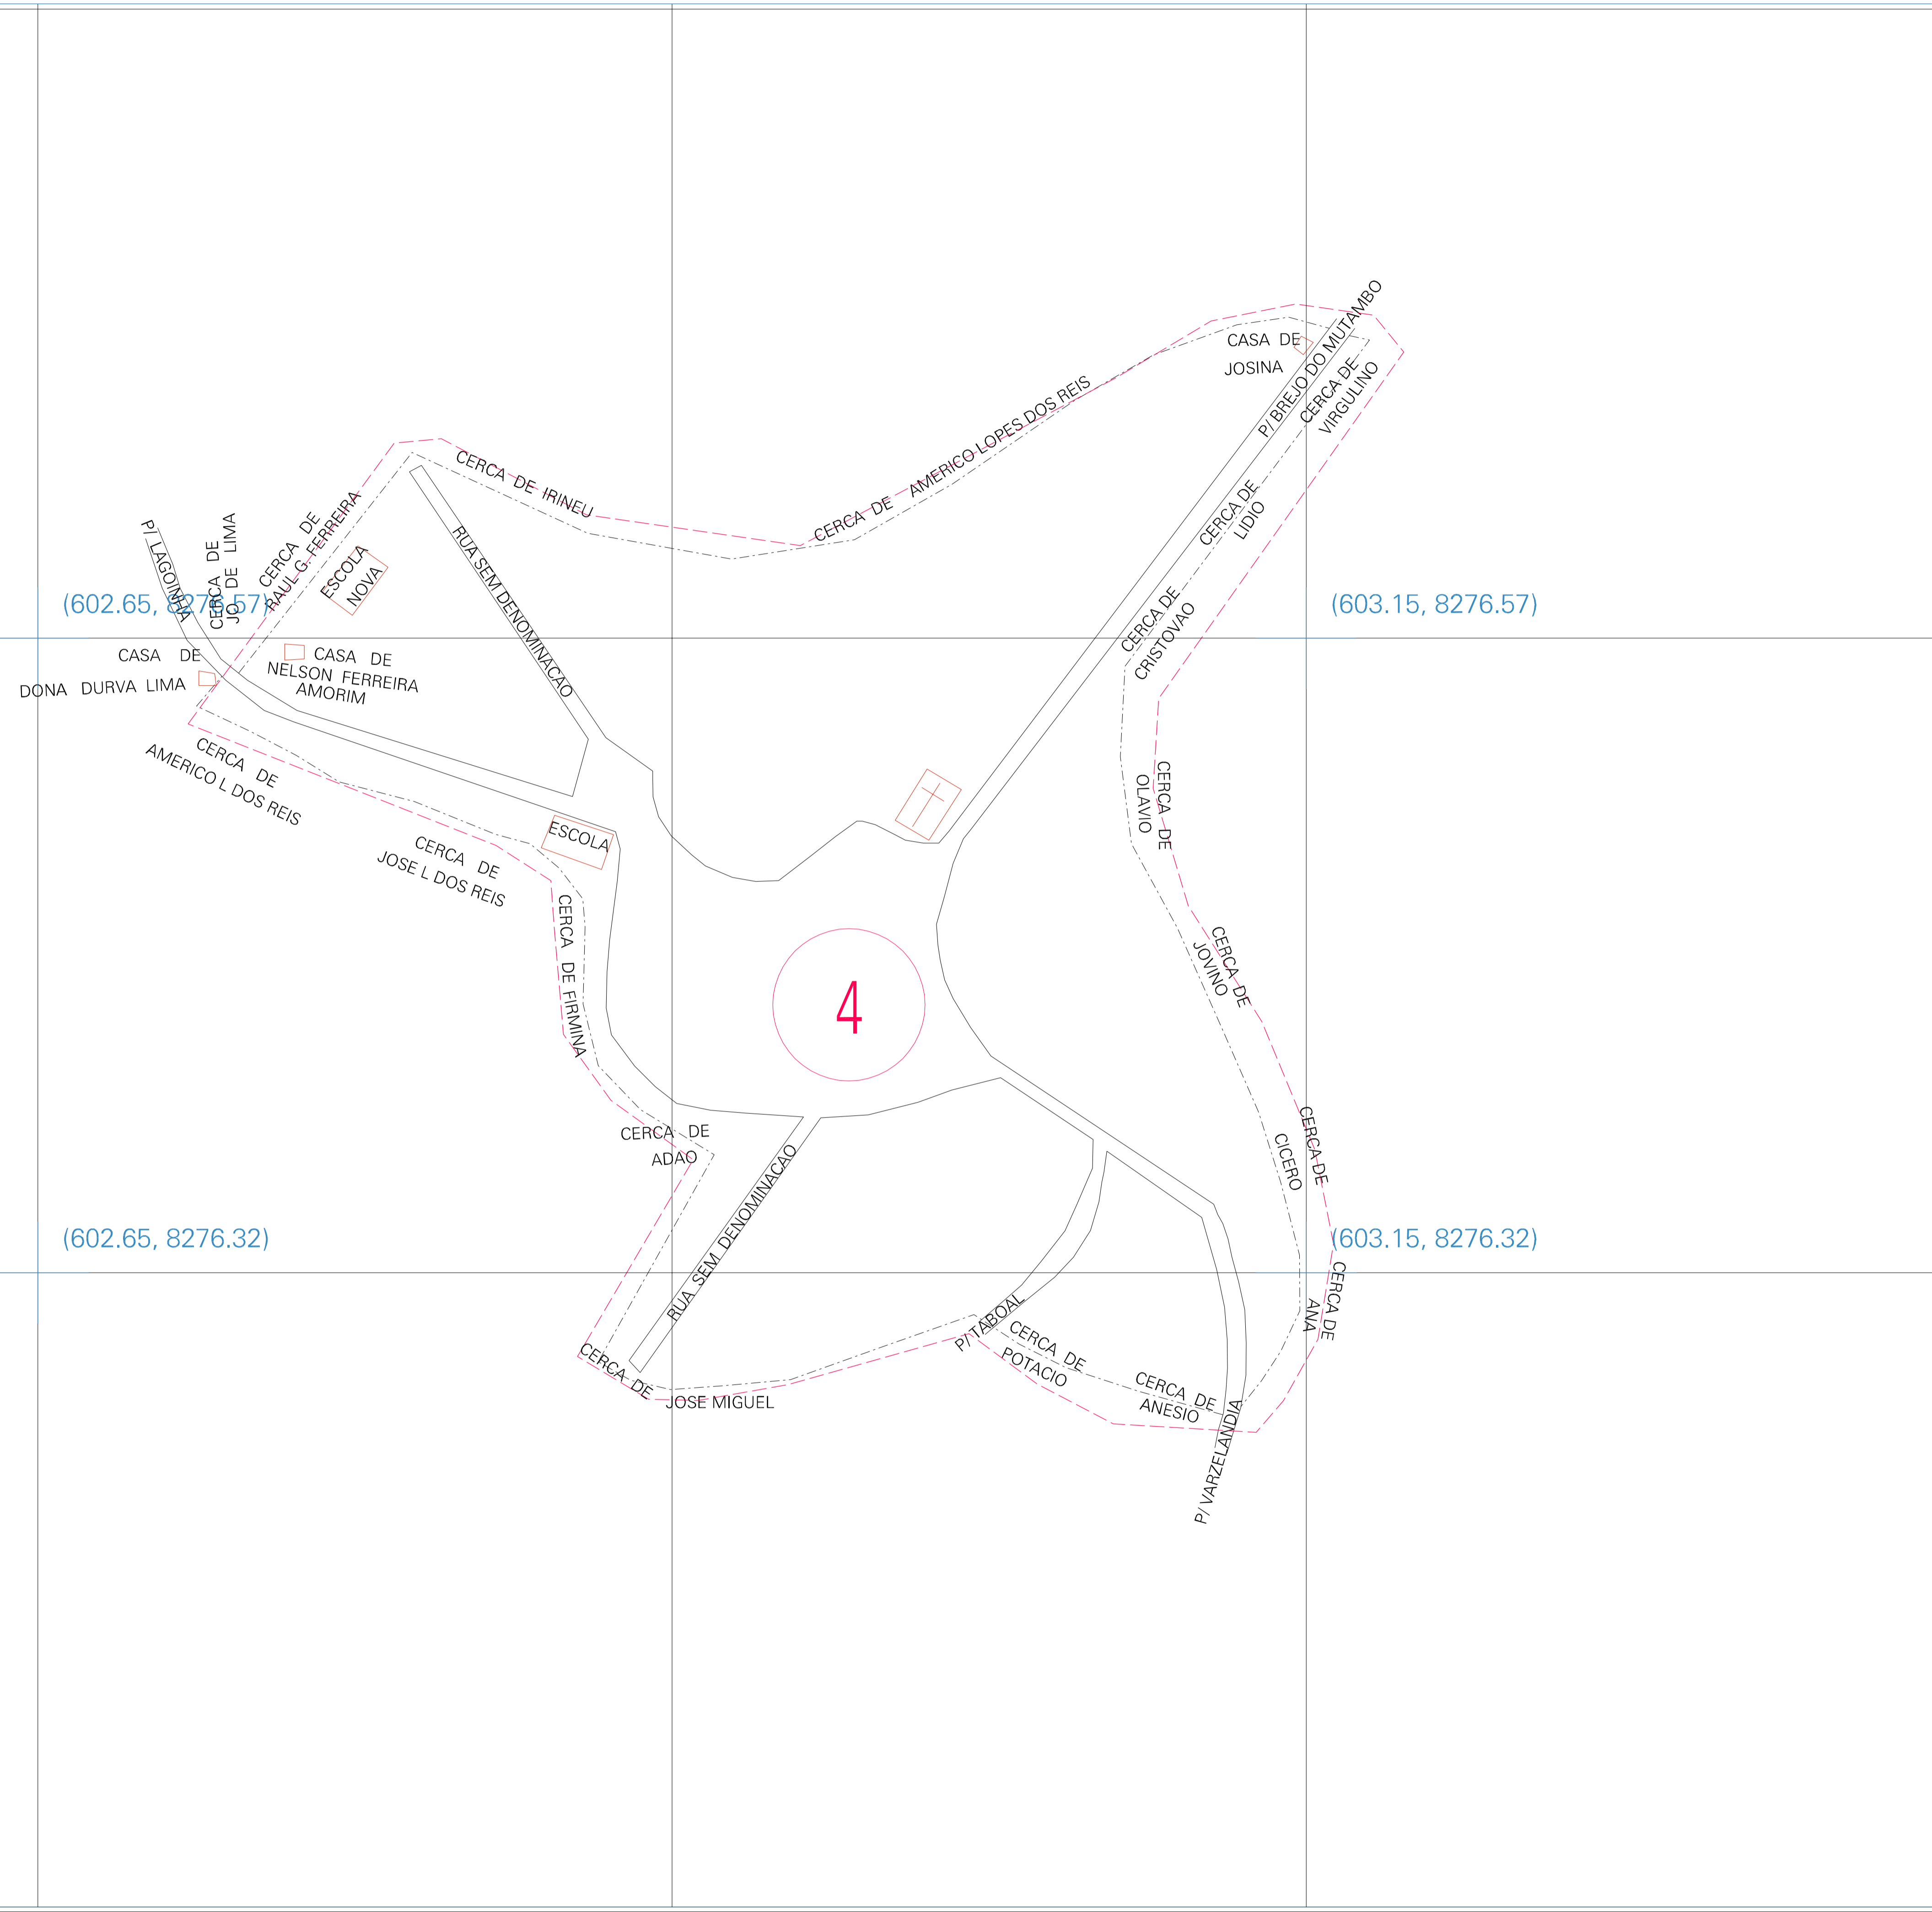 P/ BREJO DO MUTAMBO
CASA DE
JOSINA
CERCA DE
VIRGULINO
CERCA DE AMERICO LOPES DOS REIS
CERCA DE IRINEU
CERCA DE
LIDIO
CERCA DE
RAUL G. FERREIRA
CERCA DE
JO DE LIMA
P/ LAGOINHA
ESCOLA
NOVA
RUA SEM DENOMINACAO
(602.65, 8276.57)
(603.15, 8276.57)
CERCA DE
CRISTOVAO
CASA DE
DONA DURVA LIMA
CASA DE
NELSON FERREIRA
AMORIM
CERCA DE
AMERICO L DOS REIS
CERCA DE
OLAVIO
ESCOLA
CERCA DE
JOSE L DOS REIS
CERCA DE FIRMINA
CERCA DE
JOVINO
4
CERCA DE
ADAO
CERCA DE
CICERO
RUA SEM DENOMINACAO
(602.65, 8276.32)
(603.15, 8276.32)
CERCA DE
ANA
P/ TABOAL
CERCA DE
POTACIO
CERCA DE
JOSE MIGUEL
CERCA DE
ANESIO
P/ VARZELANDIA